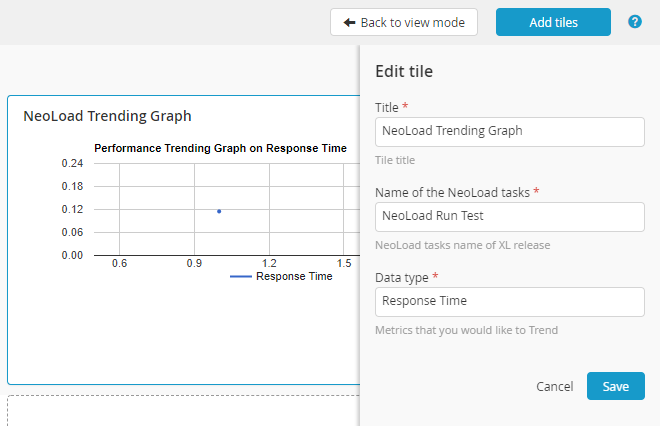 Back to view mode
Add tiles
?
NeoLoad Trending Graph
Performance Trending Graph on Response Time
0.24
0.18
0.12
0.06
0.00
0.6 0.9 1.2 1.5
Response Time
Edit tile
Title *
NeoLoad Trending Graph
Tile title
Name of the NeoLoad tasks *
NeoLoad Run Test
NeoLoad tasks name of XL release
Data type *
Response Time
Metrics that you would like to Trend
Cancel Save